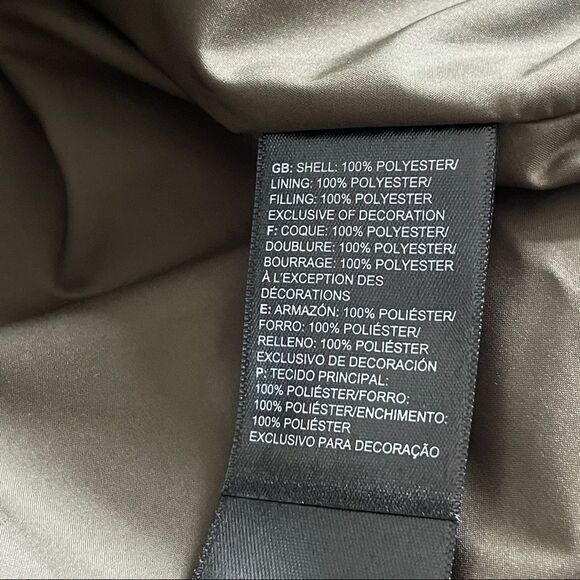 GB: SHELL: 100% POLYESTER/
LINING: 100% POLYESTER/
FILLING: 100% POLYESTER
EXCLUSIVE OF DECORATION
F: COQUE: 100% POLYESTER/
DOUBLURE: 100% POLYESTER/
BOURRAGE: 100% POLYESTER
À L'EXCEPTION DES
DÉCORATIONS
E: ARMAZÓN: 100% POLIÉSTER/
FORRO: 100% POLIÉSTER/
RELLENO: 100% POLIÉSTER
EXCLUSIVO DE DECORACIÓN
P: TECIDO PRINCIPAL:
100% POLIÉSTER/FORRO:
100% POLIÉSTER/ENCHIMENTO:
100% POLIÉSTER
EXCLUSIVO PARA DECORAÇÃO